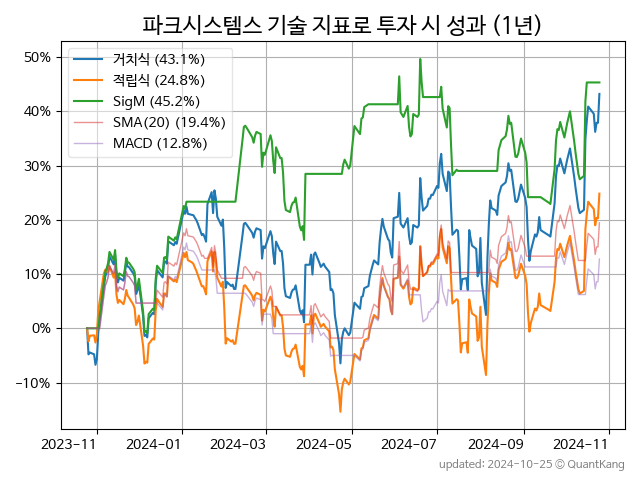 파크시스템스 기술 지표로 투자 시 성과 (1년)
50%
40%
30%
20%
10%
0%
−10%
거치식 (43.1%)
적립식 (24.8%)
SigM (45.2%)
SMA(20) (19.4%)
MACD (12.8%)
2023-11
2024-01
2024-03
2024-05
2024-07
2024-09
2024-11
updated: 2024-10-25 © QuantKang